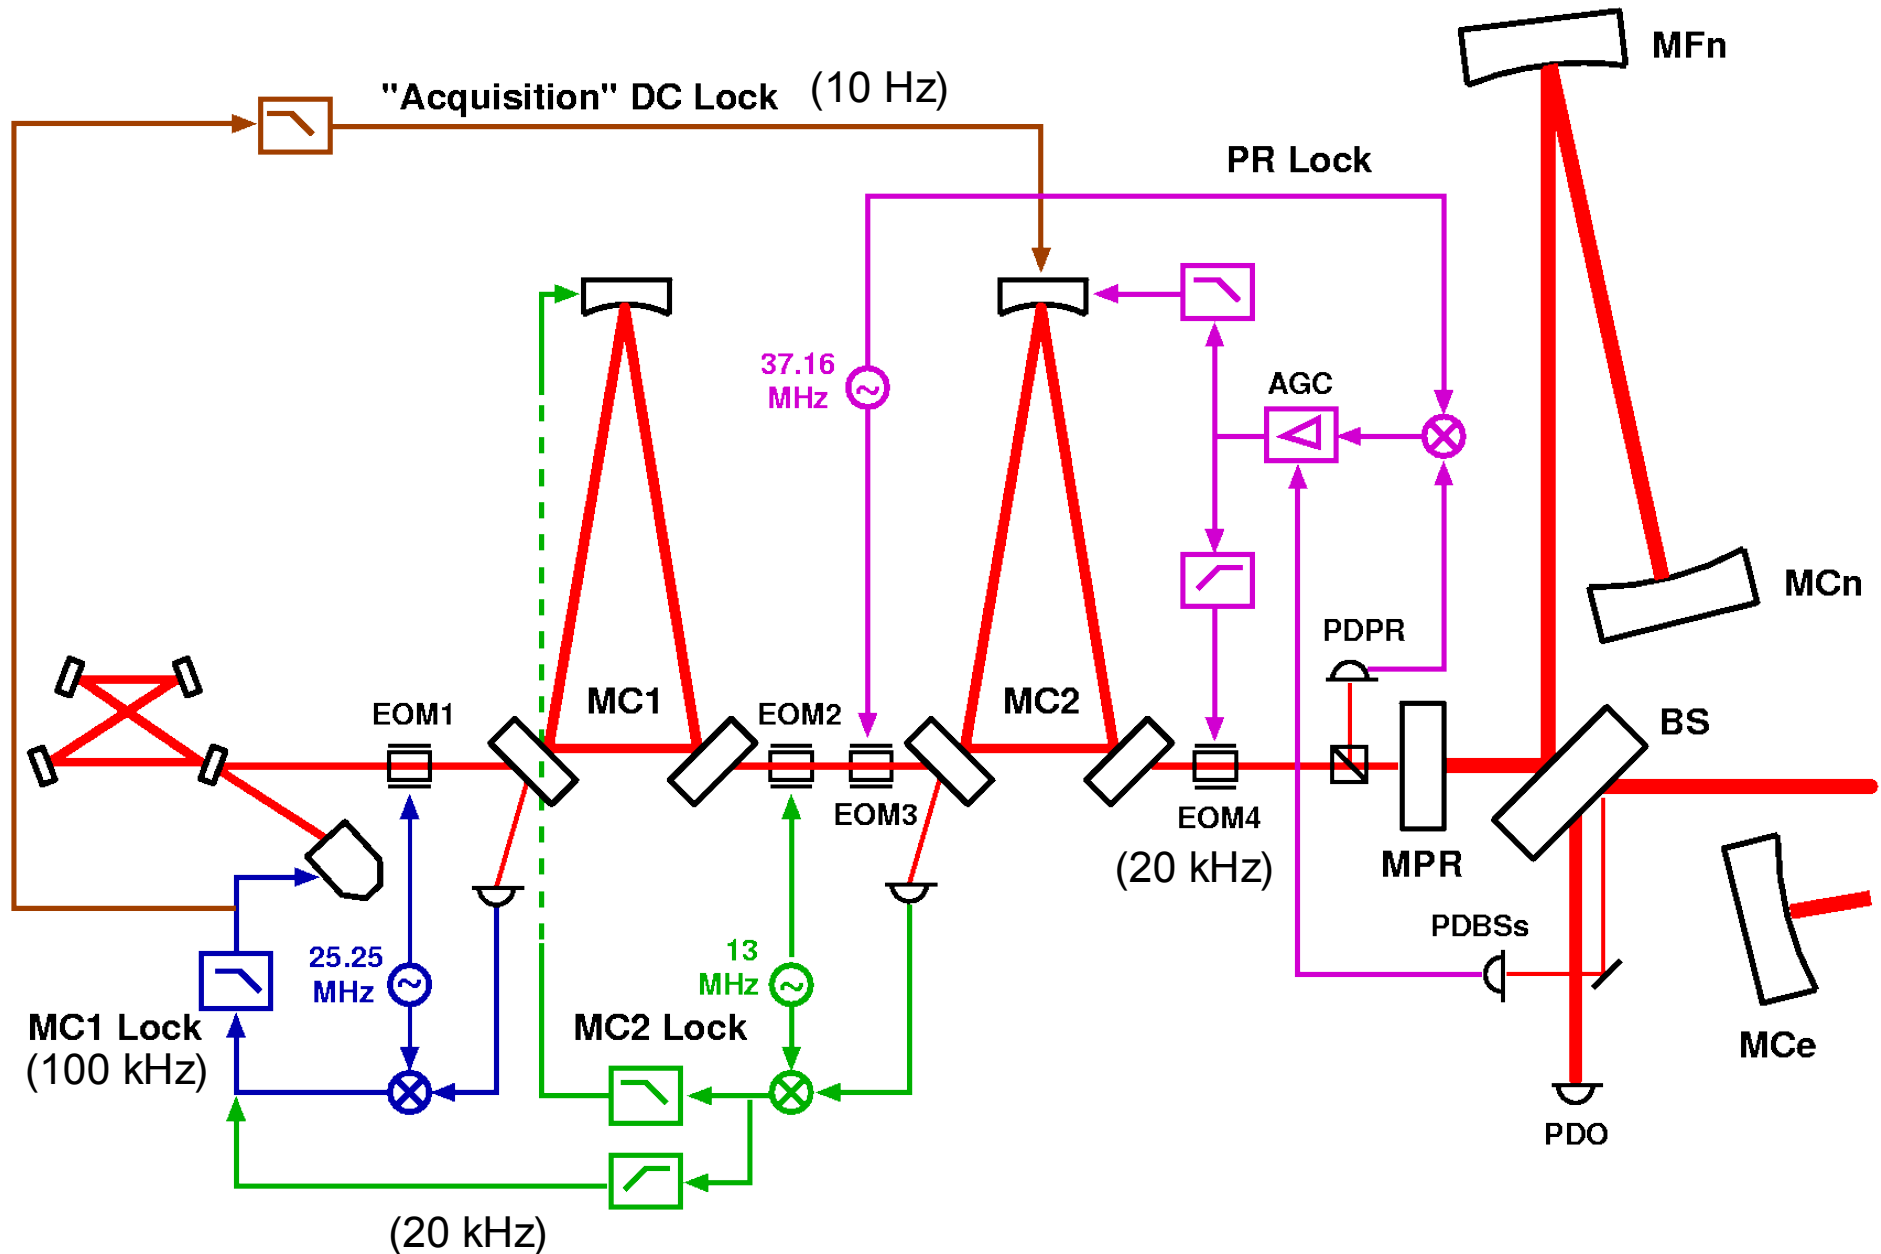 MFn
"Acquisition" DC Lock (10 Hz)
PR Lock
37.16
MHz
AGC
MCn
PDPR
MC1
MC2
BS
EOM1
EOM2
EOM3
EOM4
(20 kHz)
MPR
PDBSs
25.25
MHz
13
MHz
MC1 Lock
(100 kHz)
MC2 Lock
MCe
PDO
(20 kHz)